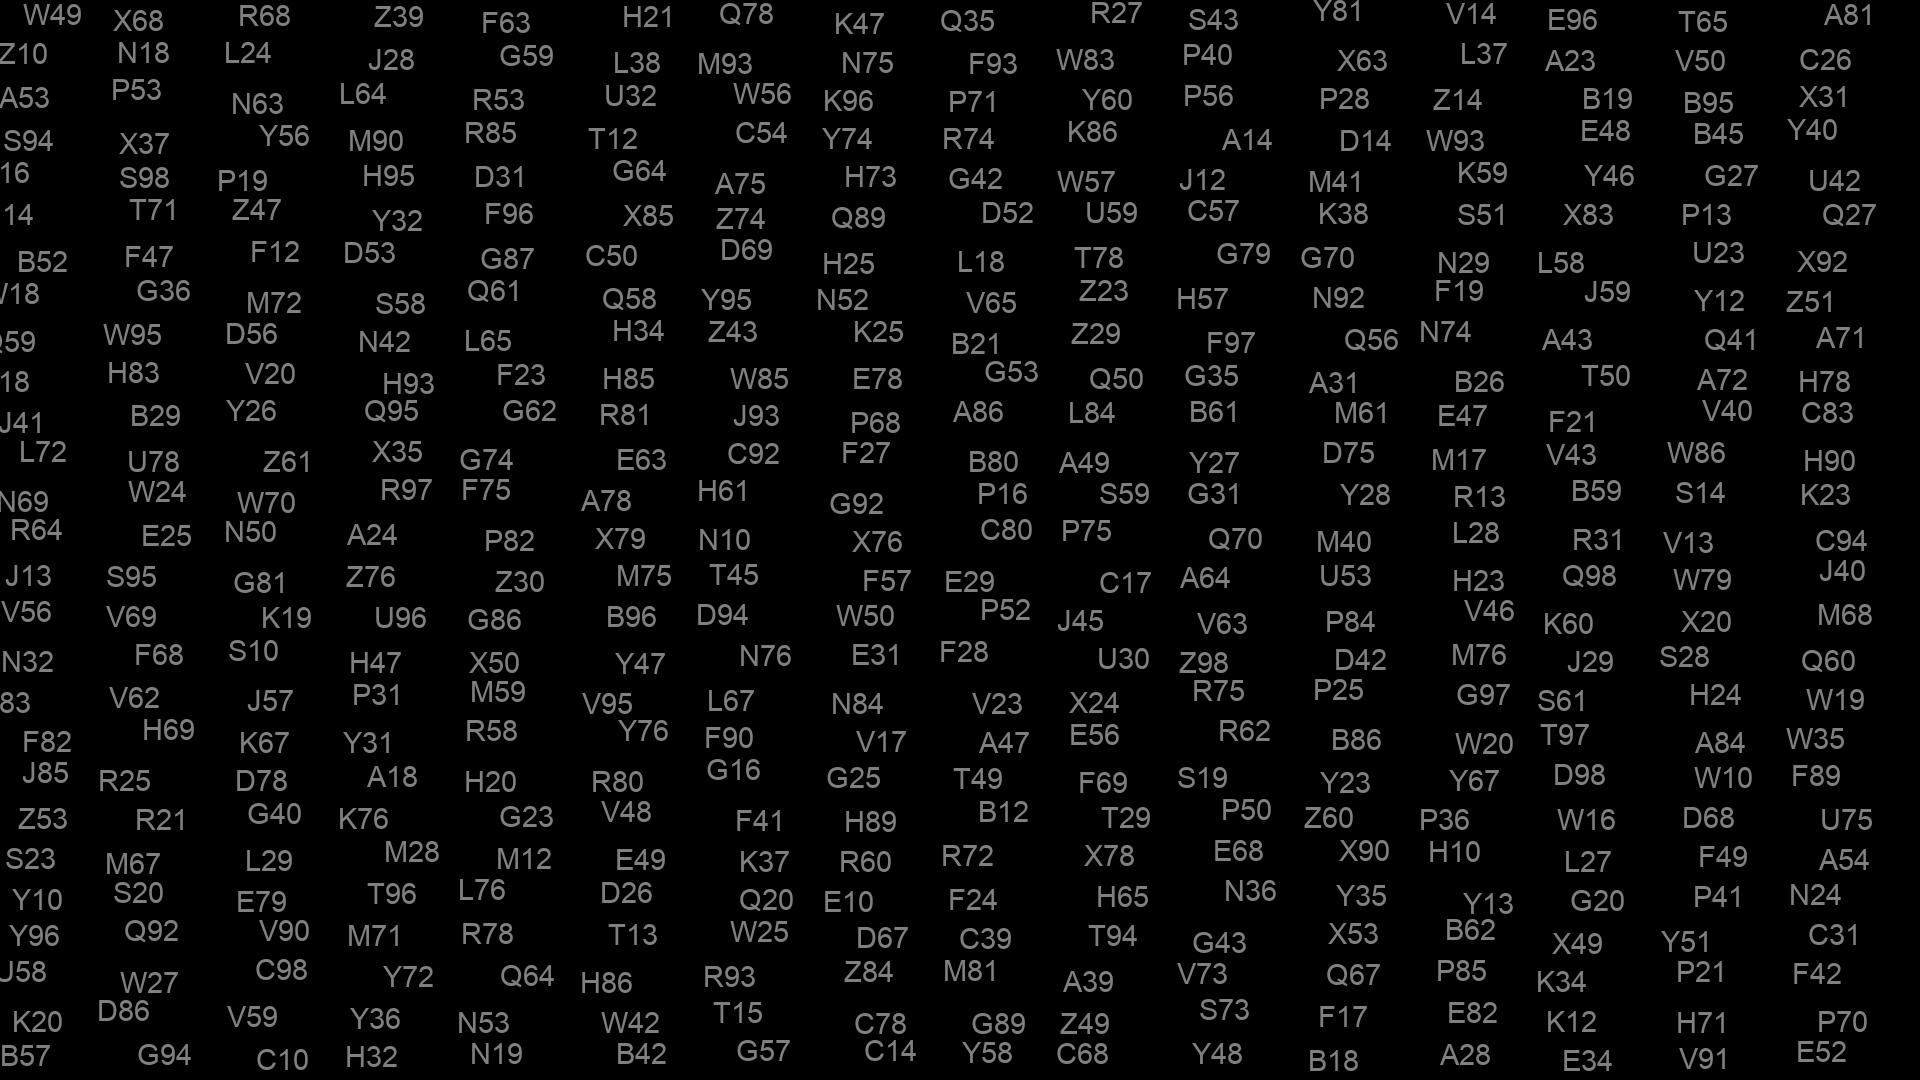 W49 X68 R68 Z39 F63 H21 Q78 K47 Q35 R27 S43 Y81 V14 E96 T65 A81
Z10 N18 L24 J28 G59 L38 M93 N75 F93 W83 P40 X63 L37 A23 V50 C26
A53 P53 N63 L64 R53 U32 W56 K96 P71 Y60 P56 P28 Z14 B19 B95 X31
S94 X37 Y56 M90 R85 T12 C54 Y74 R74 K86 A14 D14 W93 E48 B45 Y40
16 S98 P19 H95 D31 G64 A75 H73 G42 W57 J12 M41 K59 Y46 G27 U42
14 T71 Z47 Y32 F96 X85 Z74 Q89 D52 U59 C57 K38 S51 X83 P13 Q27
B52 F47 F12 D53 G87 C50 D69 H25 L18 T78 G79 G70 N29 L58 U23 X92
W18 G36 M72 S58 Q61 Q58 Y95 N52 V65 Z23 H57 N92 F19 J59 Y12 Z51
Q59 W95 D56 N42 L65 H34 Z43 K25 B21 Z29 F97 Q56 N74 A43 Q41 A71
18 H83 V20 H93 F23 H85 W85 E78 G53 Q50 G35 A31 B26 T50 A72 H78
J41 B29 Y26 Q95 G62 R81 J93 P68 A86 L84 B61 M61 E47 F21 V40 C83
L72 U78 Z61 X35 G74 E63 C92 F27 B80 A49 Y27 D75 M17 V43 W86 H90
N69 W24 W70 R97 F75 A78 H61 G92 P16 S59 G31 Y28 R13 B59 S14 K23
R64 E25 N50 A24 P82 X79 N10 X76 C80 P75 Q70 M40 L28 R31 V13 C94
J13 S95 G81 Z76 Z30 M75 T45 F57 E29 C17 A64 U53 H23 Q98 W79 J40
V56 V69 K19 U96 G86 B96 D94 W50 P52 J45 V63 P84 V46 K60 X20 M68
N32 F68 S10 H47 X50 Y47 N76 E31 F28 U30 Z98 D42 M76 J29 S28 Q60
83 V62 J57 P31 M59 V95 L67 N84 V23 X24 R75 P25 G97 S61 H24 W19
F82 H69 K67 Y31 R58 Y76 F90 V17 A47 E56 R62 B86 W20 T97 A84 W35
J85 R25 D78 A18 H20 R80 G16 G25 T49 F69 S19 Y23 Y67 D98 W10 F89
Z53 R21 G40 K76 G23 V48 F41 H89 B12 T29 P50 Z60 P36 W16 D68 U75
S23 M67 L29 M28 M12 E49 K37 R60 R72 X78 E68 X90 H10 L27 F49 A54
Y10 S20 E79 T96 L76 D26 Q20 E10 F24 H65 N36 Y35 Y13 G20 P41 N24
Y96 Q92 V90 M71 R78 T13 W25 D67 C39 T94 G43 X53 B62 X49 Y51 C31
U58 W27 C98 Y72 Q64 H86 R93 Z84 M81 A39 V73 Q67 P85 K34 P21 F42
K20 D86 V59 Y36 N53 W42 T15 C78 G89 Z49 S73 F17 E82 K12 H71 P70
B57 G94 C10 H32 N19 B42 G57 C14 Y58 C68 Y48 B18 A28 E34 V91 E52